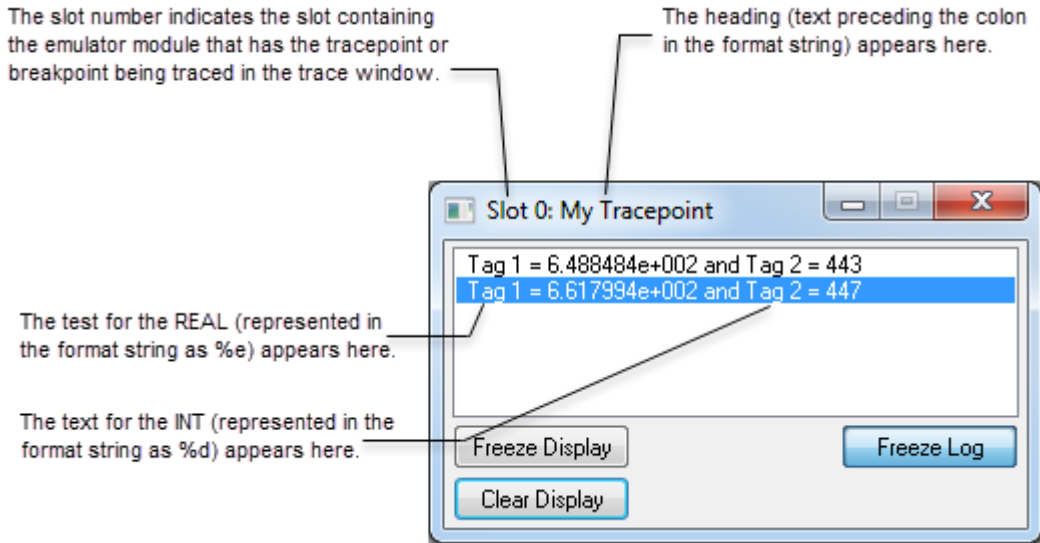 The slot number indicates the slot containing
the emulator module that has the tracepoint or
breakpoint being traced in the trace window.
The heading (text preceding the colon
in the format string) appears here.
Slot 0: My Tracepoint
Tag 1 = 6.488484e+002 and Tag 2 = 443
Tag 1 = 6.617994e+002 and Tag 2 = 447
The test for the REAL (represented in
the format string as %e) appears here.
The text for the INT (represented in the
format string as %d) appears here.
Freeze Display
Freeze Log
Clear Display